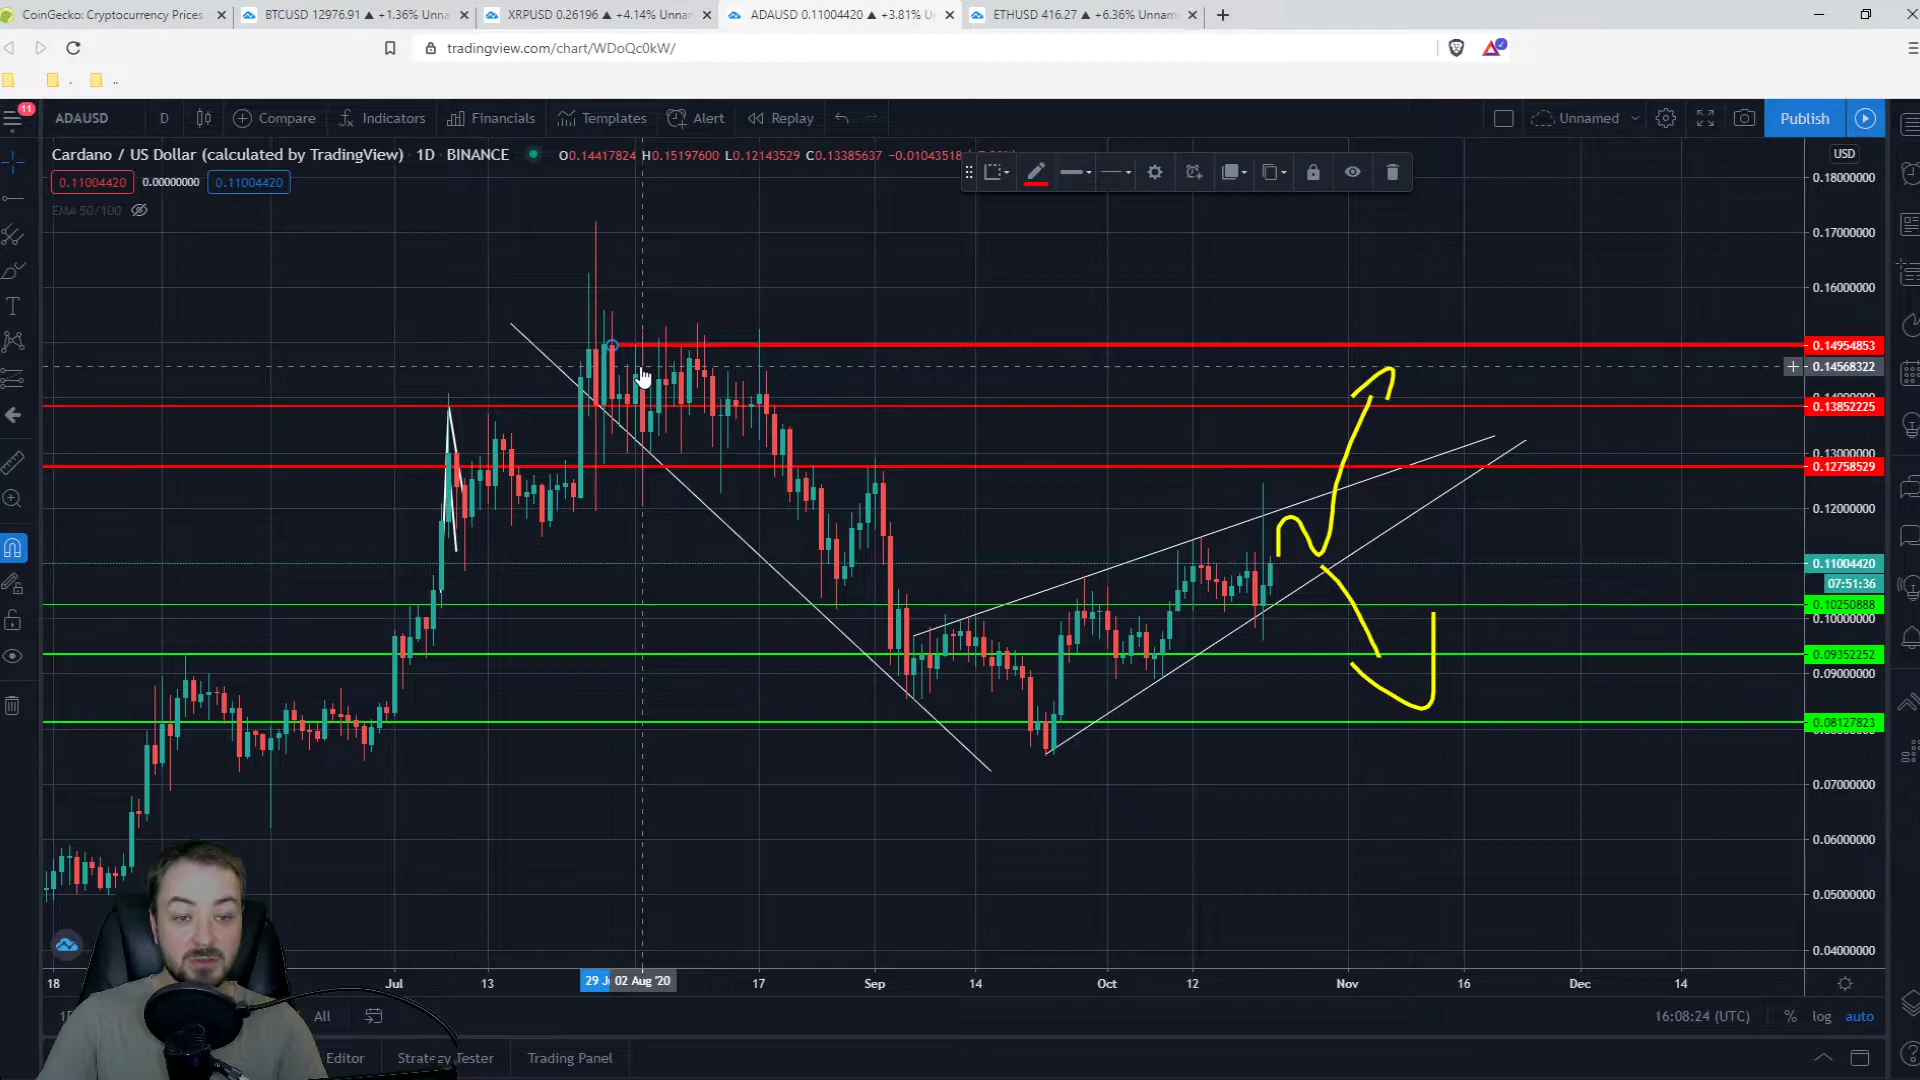 CoinGecko: Cryptocurrency Prices
BTCUSD 12976.91 ▲ +1.36% Unna
XRPUSD 0.26196 ▲ +4.14% Unnar
ADAUSD 0.11004420 ▲ +3.81% U
ETHUSD 416.27 ▲ +6.36% Unnam
tradingview.com/chart/WDoQc0kW/
11
ADAUSD
D
Compare
Indicators
Financials
Templates
Alert
Replay
Unnamed
Publish
Cardano / US Dollar (calculated by TradingView) · 1D · BINANCE
O0.14417824 H0.15197600 L0.12143529 C0.13385637 −0.01043518
USD
0.11004420
0.00000000
0.11004420
EMA 50/100
0.18000000
0.17000000
0.16000000
0.14954853
0.14568322
0.13852225
0.13000000
0.12758529
0.12000000
0.11004420
07:51:36
0.10250888
0.10000000
0.09352252
0.09000000
0.08127823
0.07000000
0.06000000
0.05000000
0.04000000
18
Jul
13
29 J
02 Aug '20
17
Sep
14
Oct
12
Nov
16
Dec
14
All
16:08:24 (UTC)
%
log
auto
Editor
Strategy Tester
Trading Panel